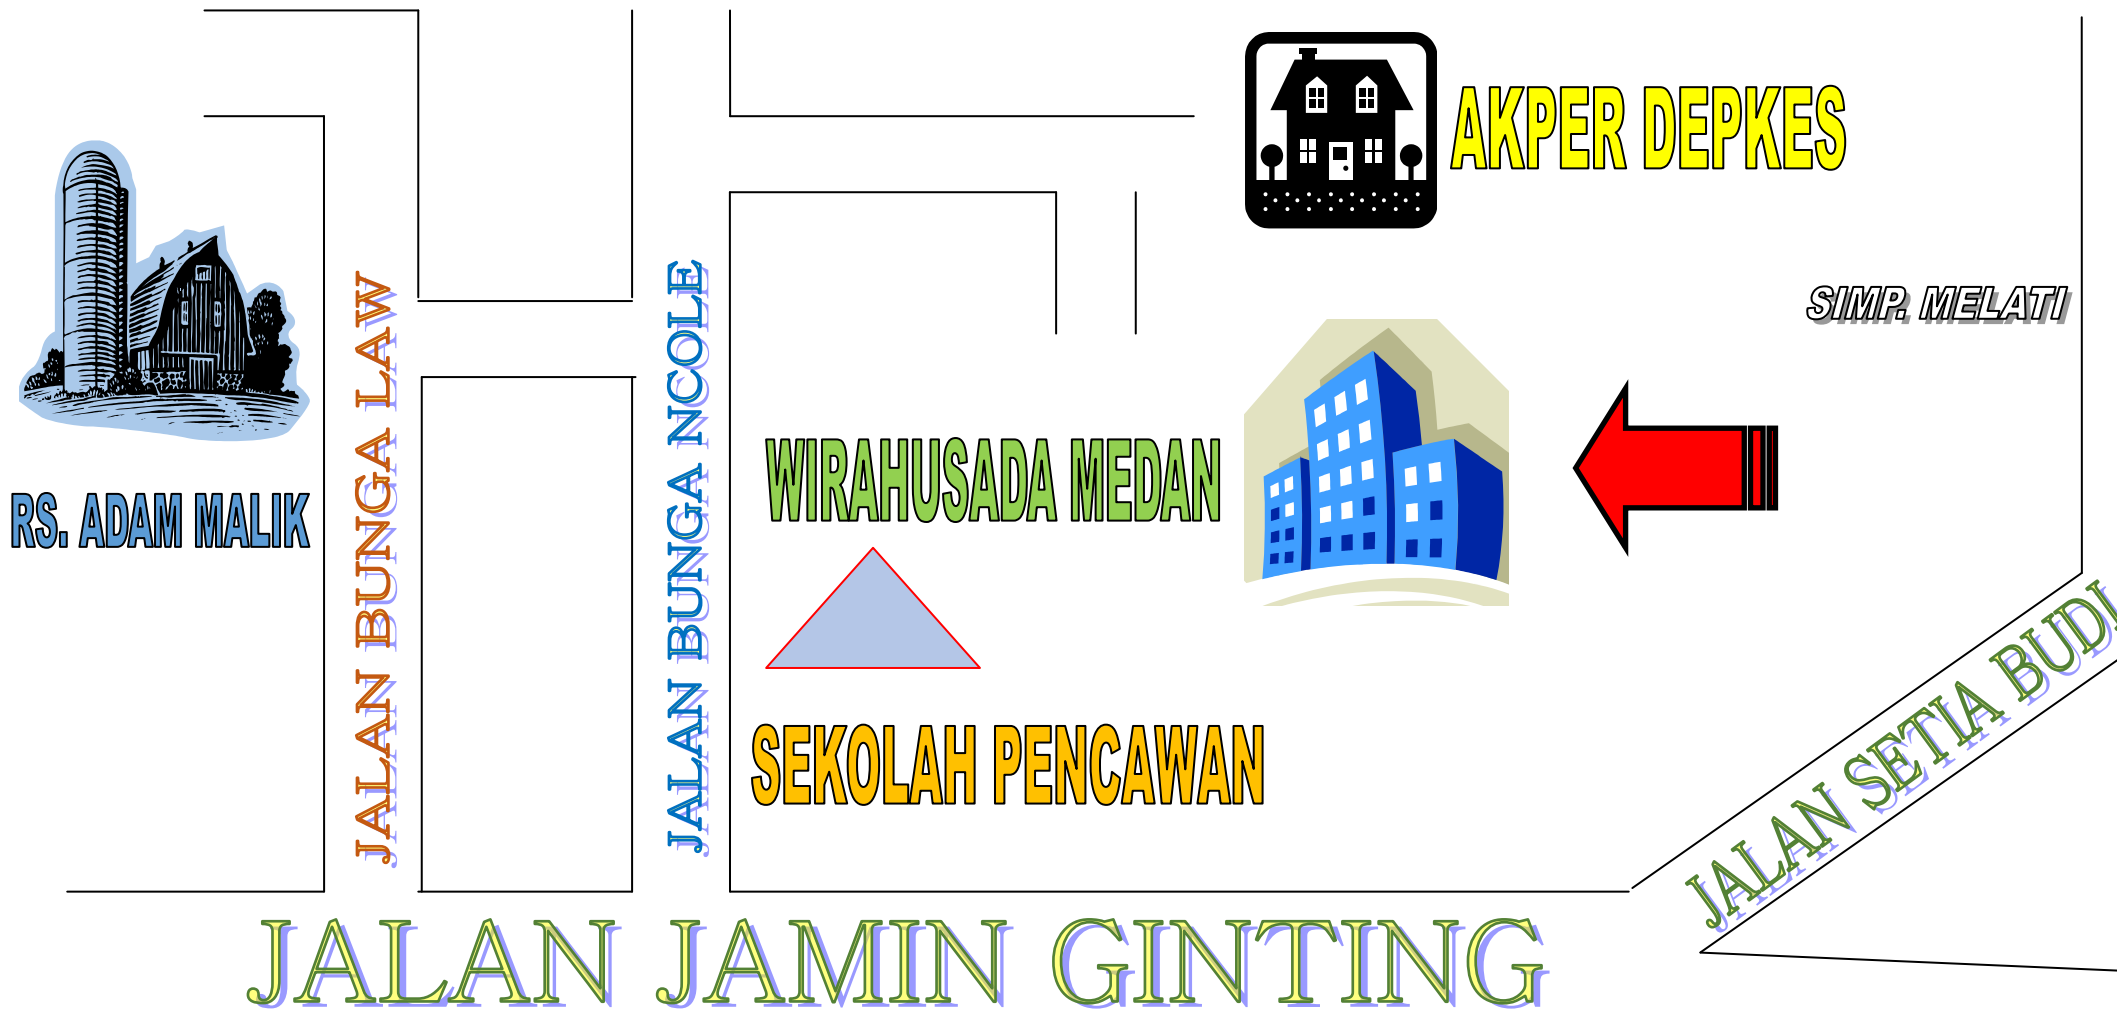 AKPER DEPKES
SIMP. MELATI
RS. ADAM MALIK
JALAN BUNGA LAW
JALAN BUNGA NCOLE
WIRAHUSADA MEDAN
SEKOLAH PENCAWAN
JALAN SETIA BUDI
JALAN JAMIN GINTING